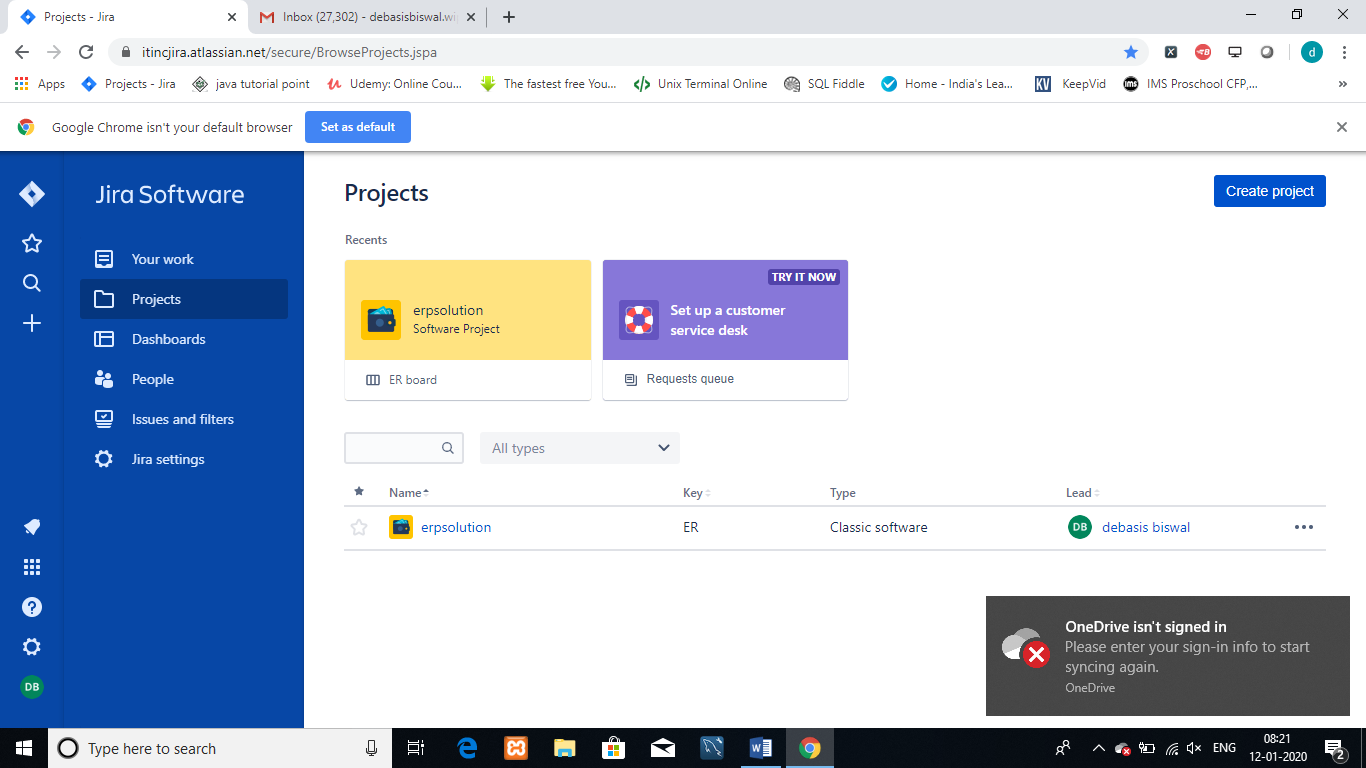 Projects - Jira
Inbox (27,302) - debasisbiswal.wi
itincjira.atlassian.net/secure/BrowseProjects.jspa
d
Apps Projects - Jira java tutorial point Udemy: Online Cou... The fastest free You... Unix Terminal Online SQL Fiddle Home - India's Lea... KV KeepVid ims IMS Proschool CFP,... »
Google Chrome isn't your default browser Set as default
Jira Software
Your work
Projects
Dashboards
People
Issues and filters
Jira settings
DB
Projects
Create project
Recents
erpsolution
Software Project
ER board
TRY IT NOW
Set up a customer
service desk
Requests queue
All types
Name Key Type Lead
erpsolution ER Classic software DB debasis biswal
OneDrive isn't signed in
Please enter your sign-in info to start
syncing again.
OneDrive
Type here to search
ENG
08:21
12-01-2020
2